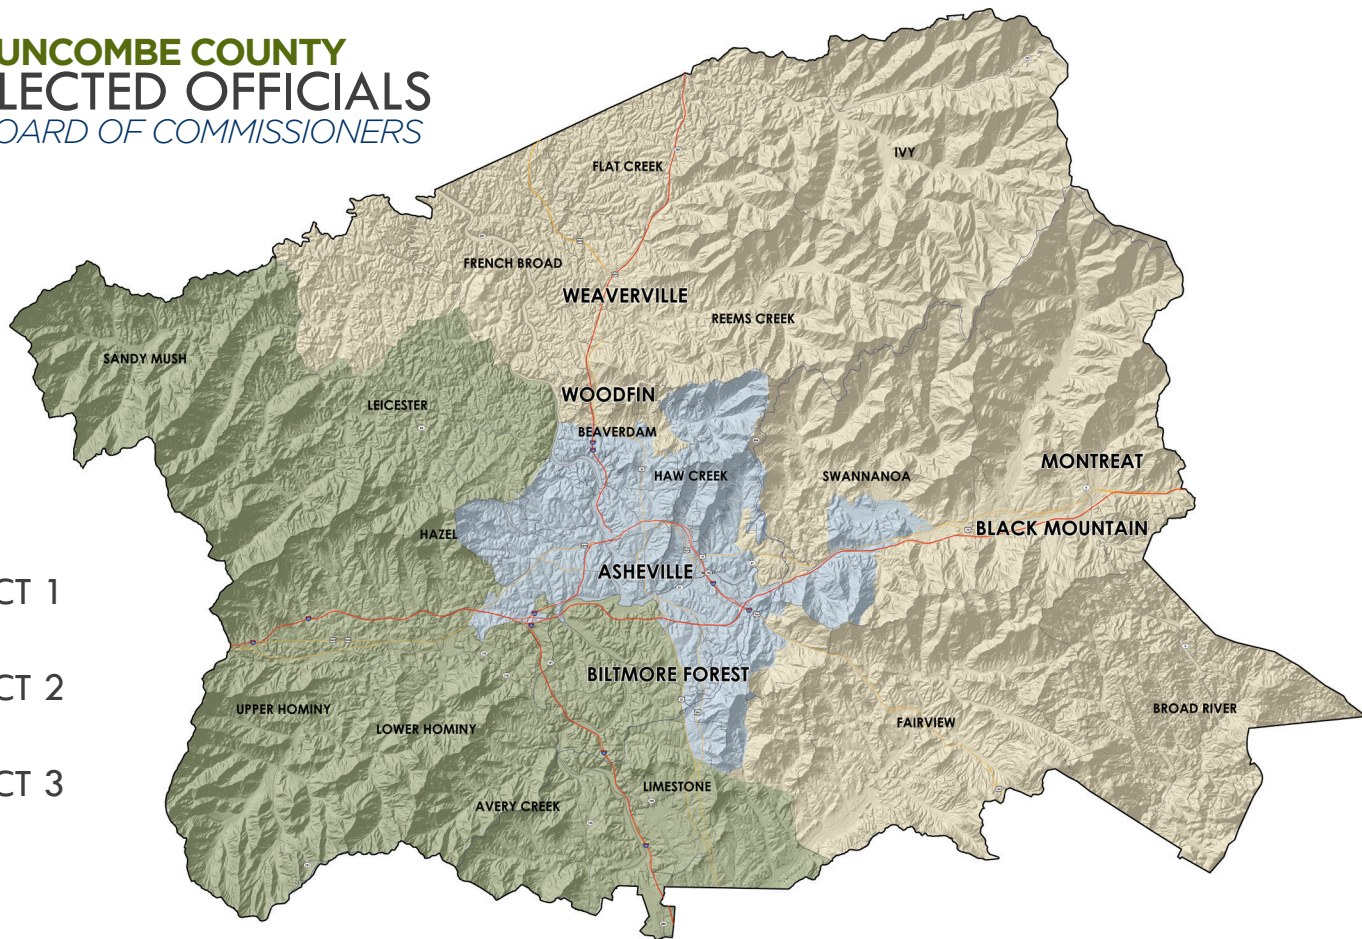 UNCOMBE COUNTY
LECTED OFFICIALS
OARD OF COMMISSIONERS
IVY
FLAT CREEK
FRENCH BROAD
WEAVERVILLE
REEMS CREEK
SANDY MUSH
WOODFIN
LEICESTER
BEAVERDAM
MONTREAT
HAW CREEK
SWANNANOA
BLACK MOUNTAIN
HAZEL
ASHEVILLE
CT 1
BILTMORE FOREST
CT 2
UPPER HOMINY
BROAD RIVER
FAIRVIEW
LOWER HOMINY
CT 3
LIMESTONE
AVERY CREEK